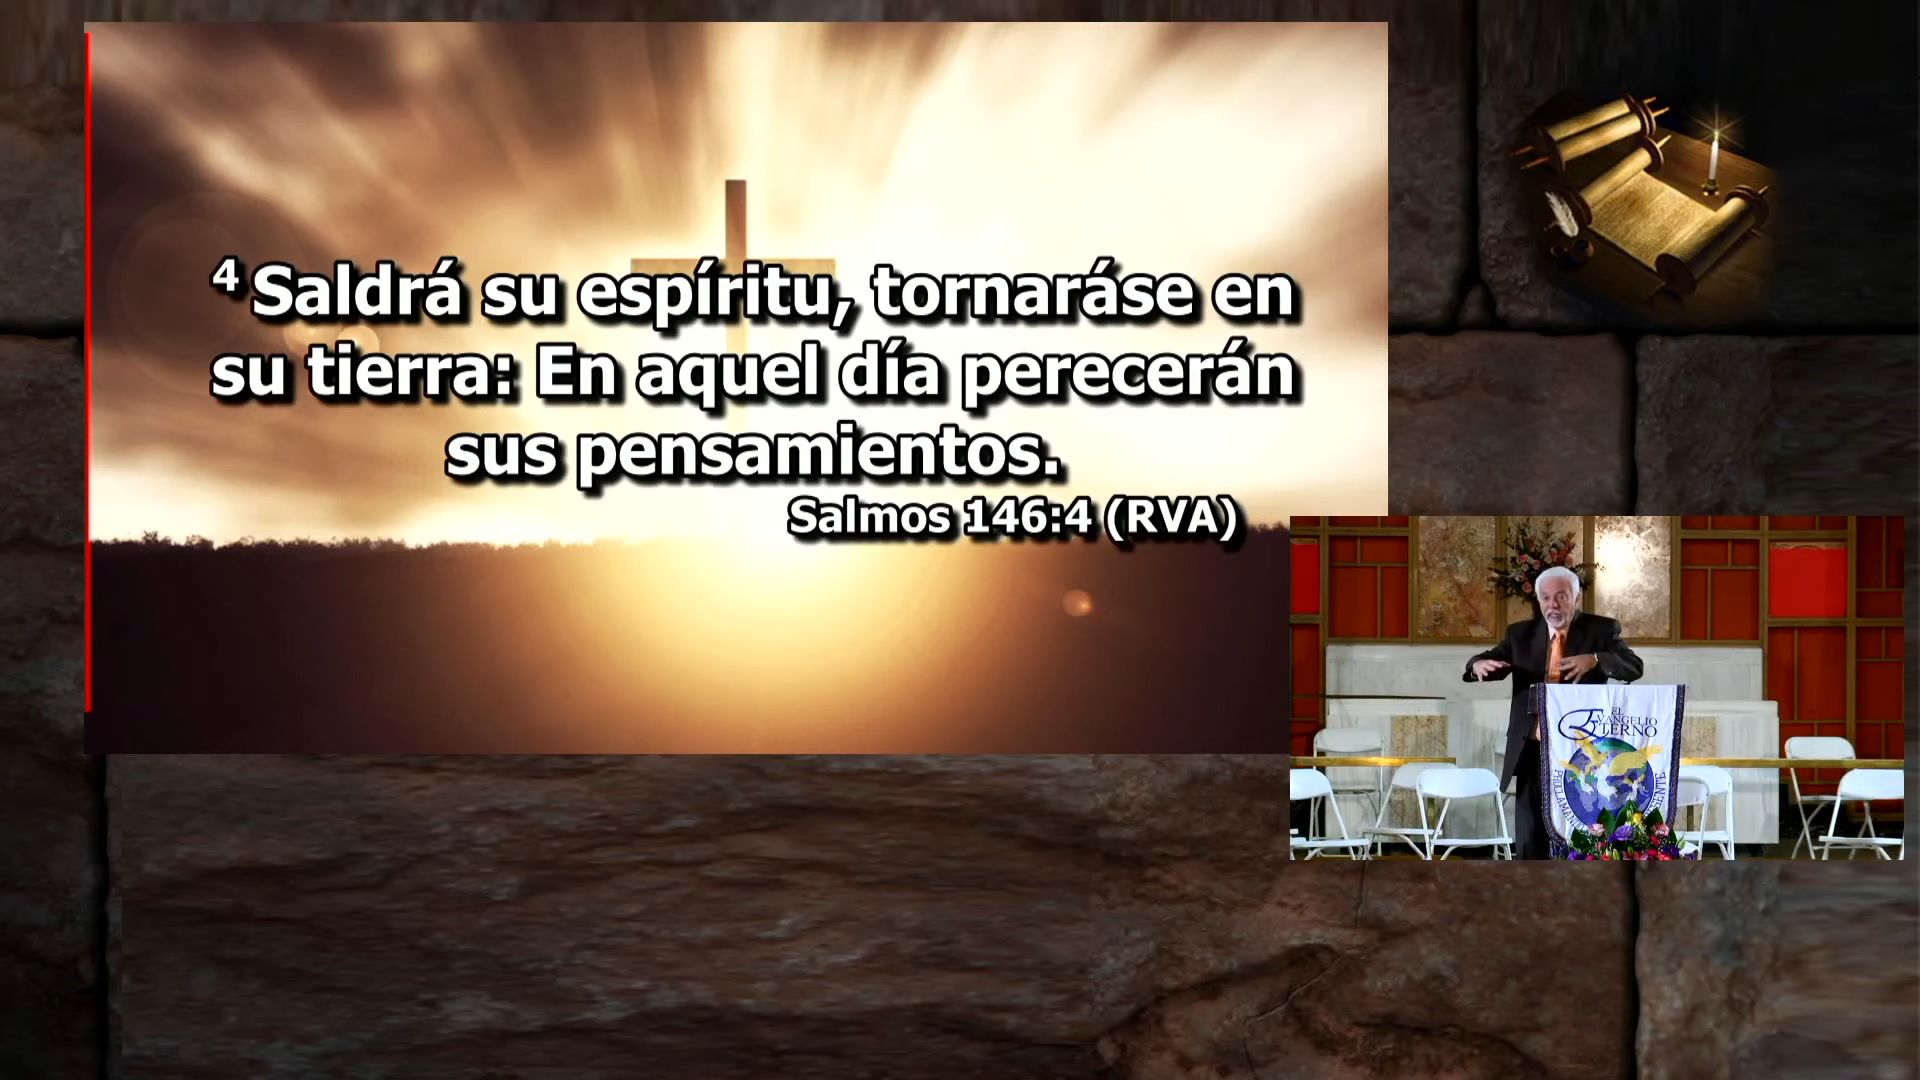 4 Saldrá su espíritu, tornaráse en
su tierra: En aquel día perecerán
sus pensamientos.
Salmos 146:4 (RVA)
EL
EVANGELIO
ETERNO